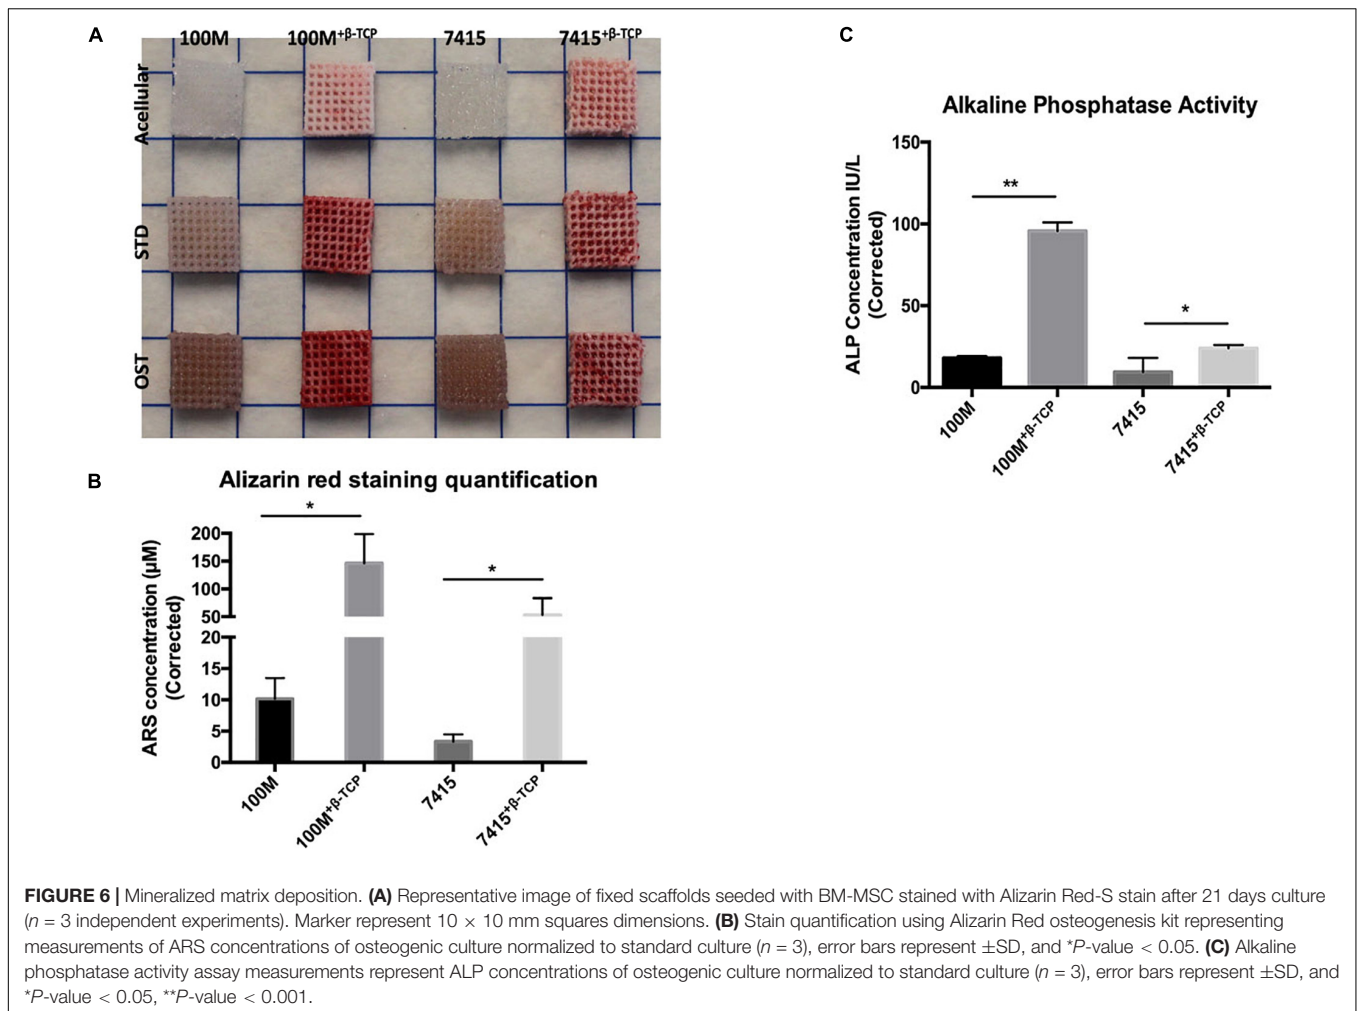 A
100M 100M+β-TCP 7415 7415+β-TCP
Acellular
STD
OST
B
Alizarin red staining quantification
*
*
ARS concentration (µM)
(Corrected)
200
150
100
50
20
15
10
5
0
100M
100M+β-TCP
7415
7415+β-TCP
C
Alkaline Phosphatase Activity
**
*
ALP Concentration IU/L
(Corrected)
150
100
50
0
100M
100M+β-TCP
7415
7415+β-TCP
FIGURE 6 | Mineralized matrix deposition. (A) Representative image of fixed scaffolds seeded with BM-MSC stained with Alizarin Red-S stain after 21 days culture
(n = 3 independent experiments). Marker represent 10 × 10 mm squares dimensions. (B) Stain quantification using Alizarin Red osteogenesis kit representing
measurements of ARS concentrations of osteogenic culture normalized to standard culture (n = 3), error bars represent ±SD, and *P-value < 0.05. (C) Alkaline
phosphatase activity assay measurements represent ALP concentrations of osteogenic culture normalized to standard culture (n = 3), error bars represent ±SD, and
*P-value < 0.05, **P-value < 0.001.